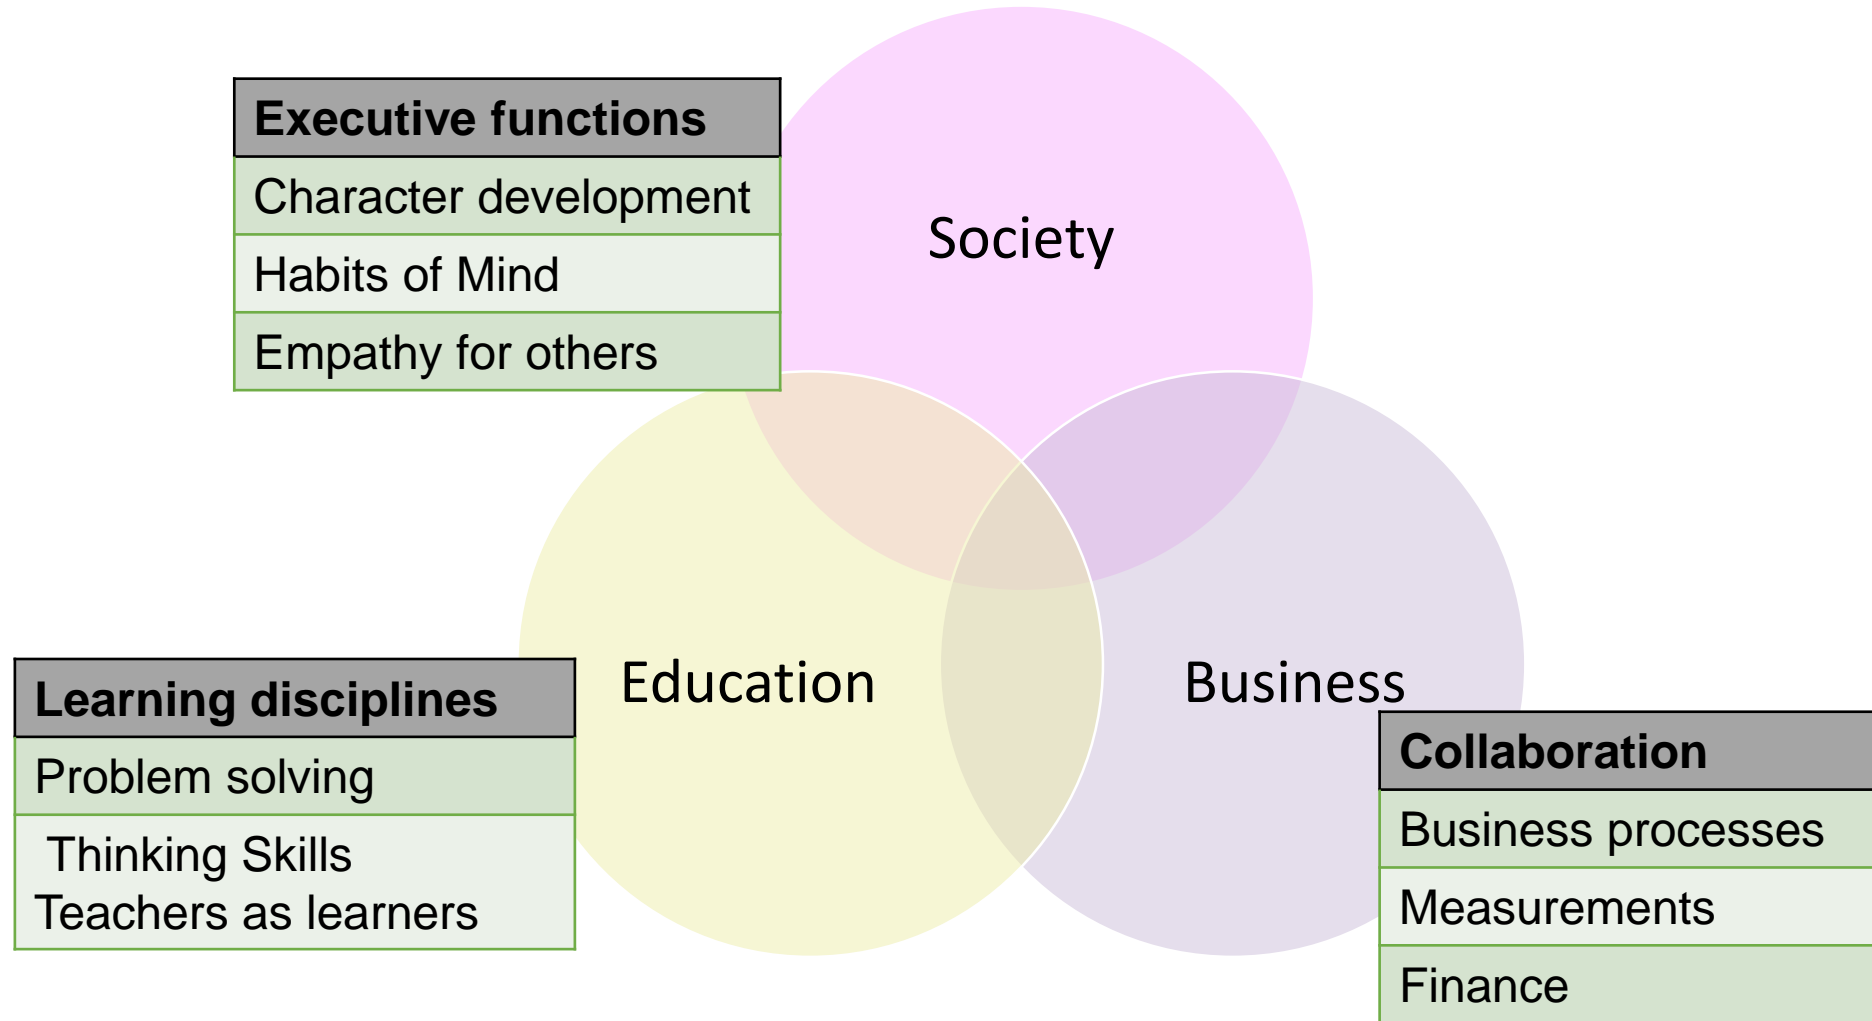 Executive functions
Character development
Habits of Mind
Empathy for others
Society
Education
Business
Learning disciplines
Problem solving
Thinking Skills
Teachers as learners
Collaboration
Business processes
Measurements
Finance